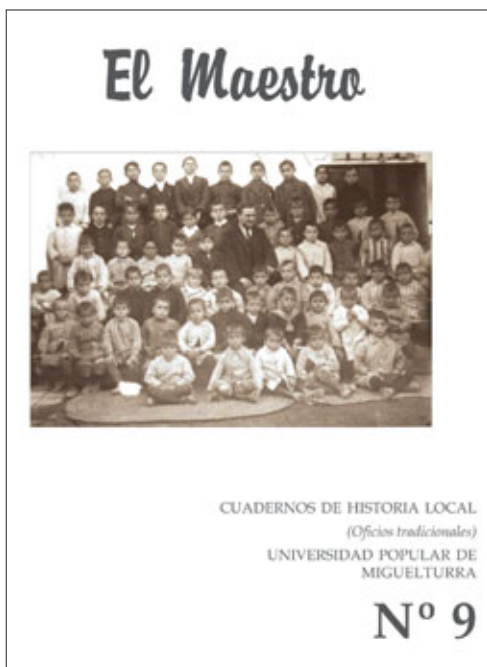 El Maestro
CUADERNOS DE HISTORIA LOCAL
(Oficios tradicionales)
UNIVERSIDAD POPULAR DE
MIGUELTURRA
Nº 9